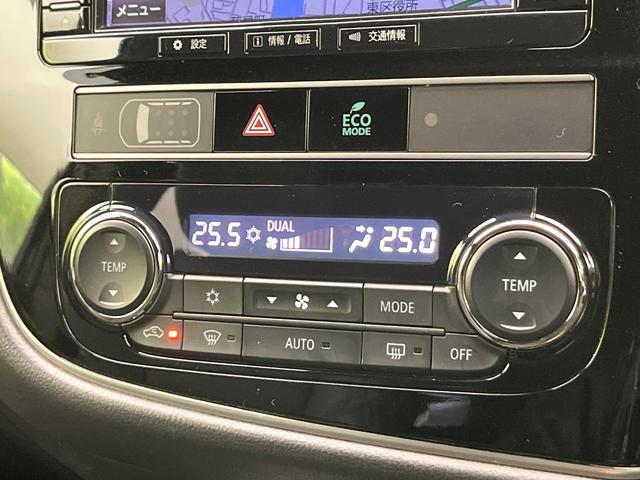 メニュー
東区役所
設定
情報 / 電話
交通情報
ECO
MODE
25.5
DUAL
25.0
TEMP
MODE
TEMP
AUTO
OFF